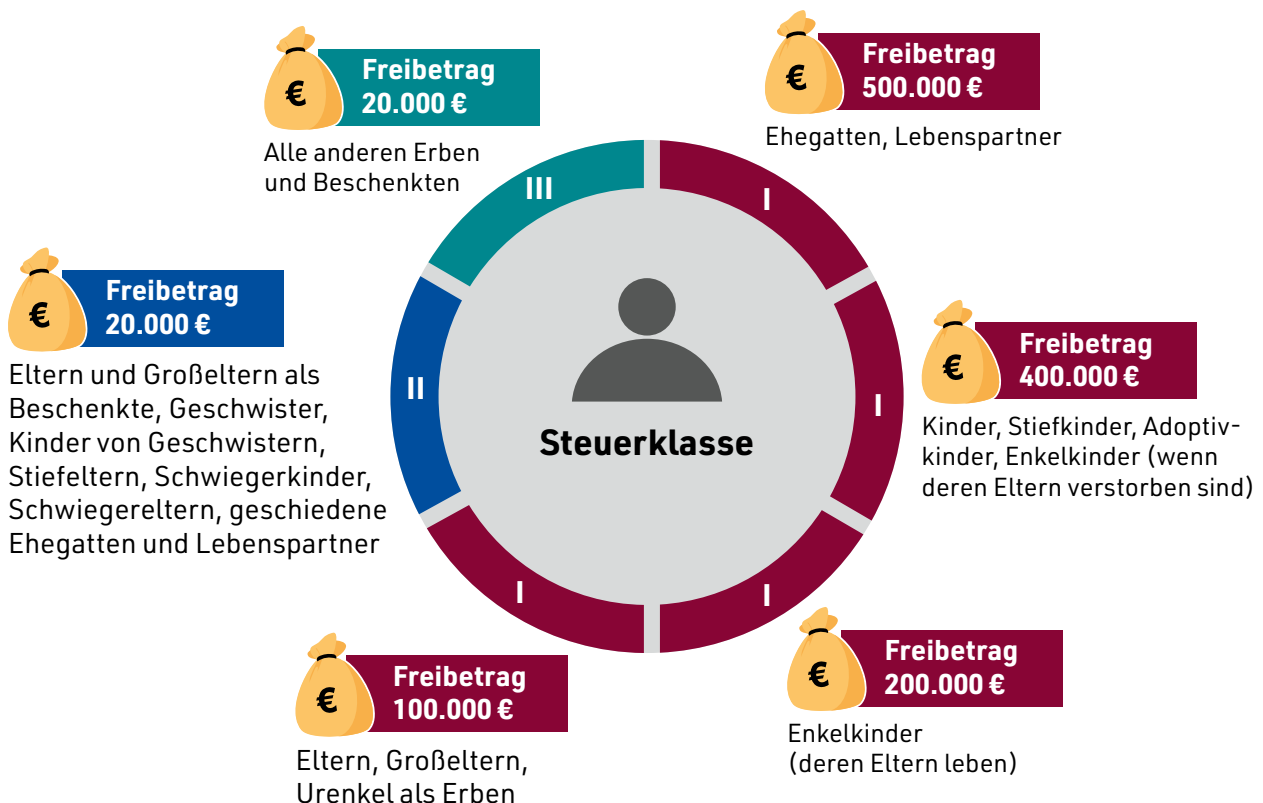 €
Freibetrag
20.000 €
Alle anderen Erben
und Beschenkten
€
Freibetrag
500.000 €
Ehegatten, Lebenspartner
III
I
€
Freibetrag
20.000 €
Eltern und Großeltern als
Beschenkte, Geschwister,
Kinder von Geschwistern,
Stiefeltern, Schwiegerkinder,
Schwiegereltern, geschiedene
Ehegatten und Lebenspartner
II
Steuerklasse
I
€
Freibetrag
400.000 €
Kinder, Stiefkinder, Adoptiv-
kinder, Enkelkinder (wenn
deren Eltern verstorben sind)
I
I
€
Freibetrag
100.000 €
Eltern, Großeltern,
Urenkel als Erben
€
Freibetrag
200.000 €
Enkelkinder
(deren Eltern leben)